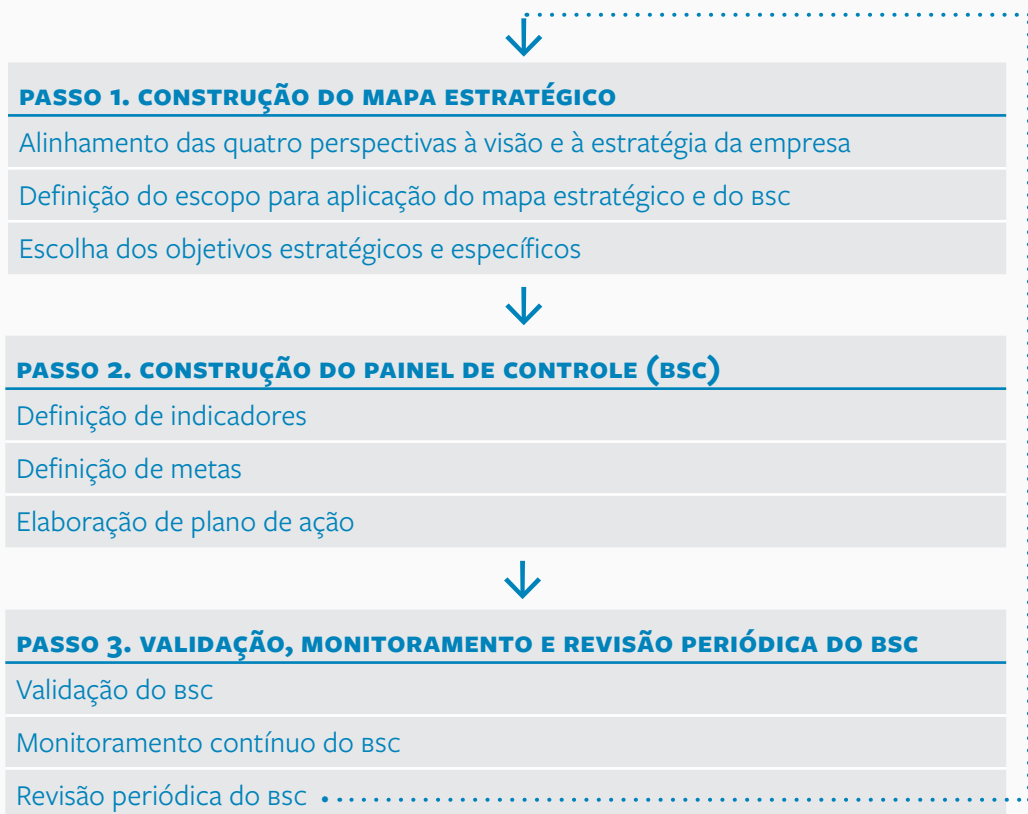 PASSO 1. CONSTRUÇÃO DO MAPA ESTRATÉGICO
Alinhamento das quatro perspectivas à visão e à estratégia da empresa
Definição do escopo para aplicação do mapa estratégico e do BSC
Escolha dos objetivos estratégicos e específicos
PASSO 2. CONSTRUÇÃO DO PAINEL DE CONTROLE (BSC)
Definição de indicadores
Definição de metas
Elaboração de plano de ação
PASSO 3. VALIDAÇÃO, MONITORAMENTO E REVISÃO PERIÓDICA DO BSC
Validação do BSC
Monitoramento contínuo do BSC
Revisão periódica do BSC